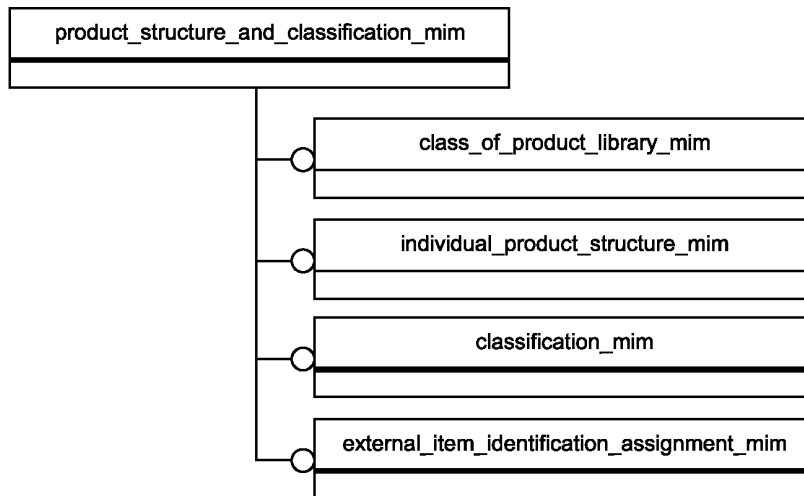 product_structure_and_classification_mim
class_of_product_library_mim
individual_product_structure_mim
classification_mim
external_item_identification_assignment_mim